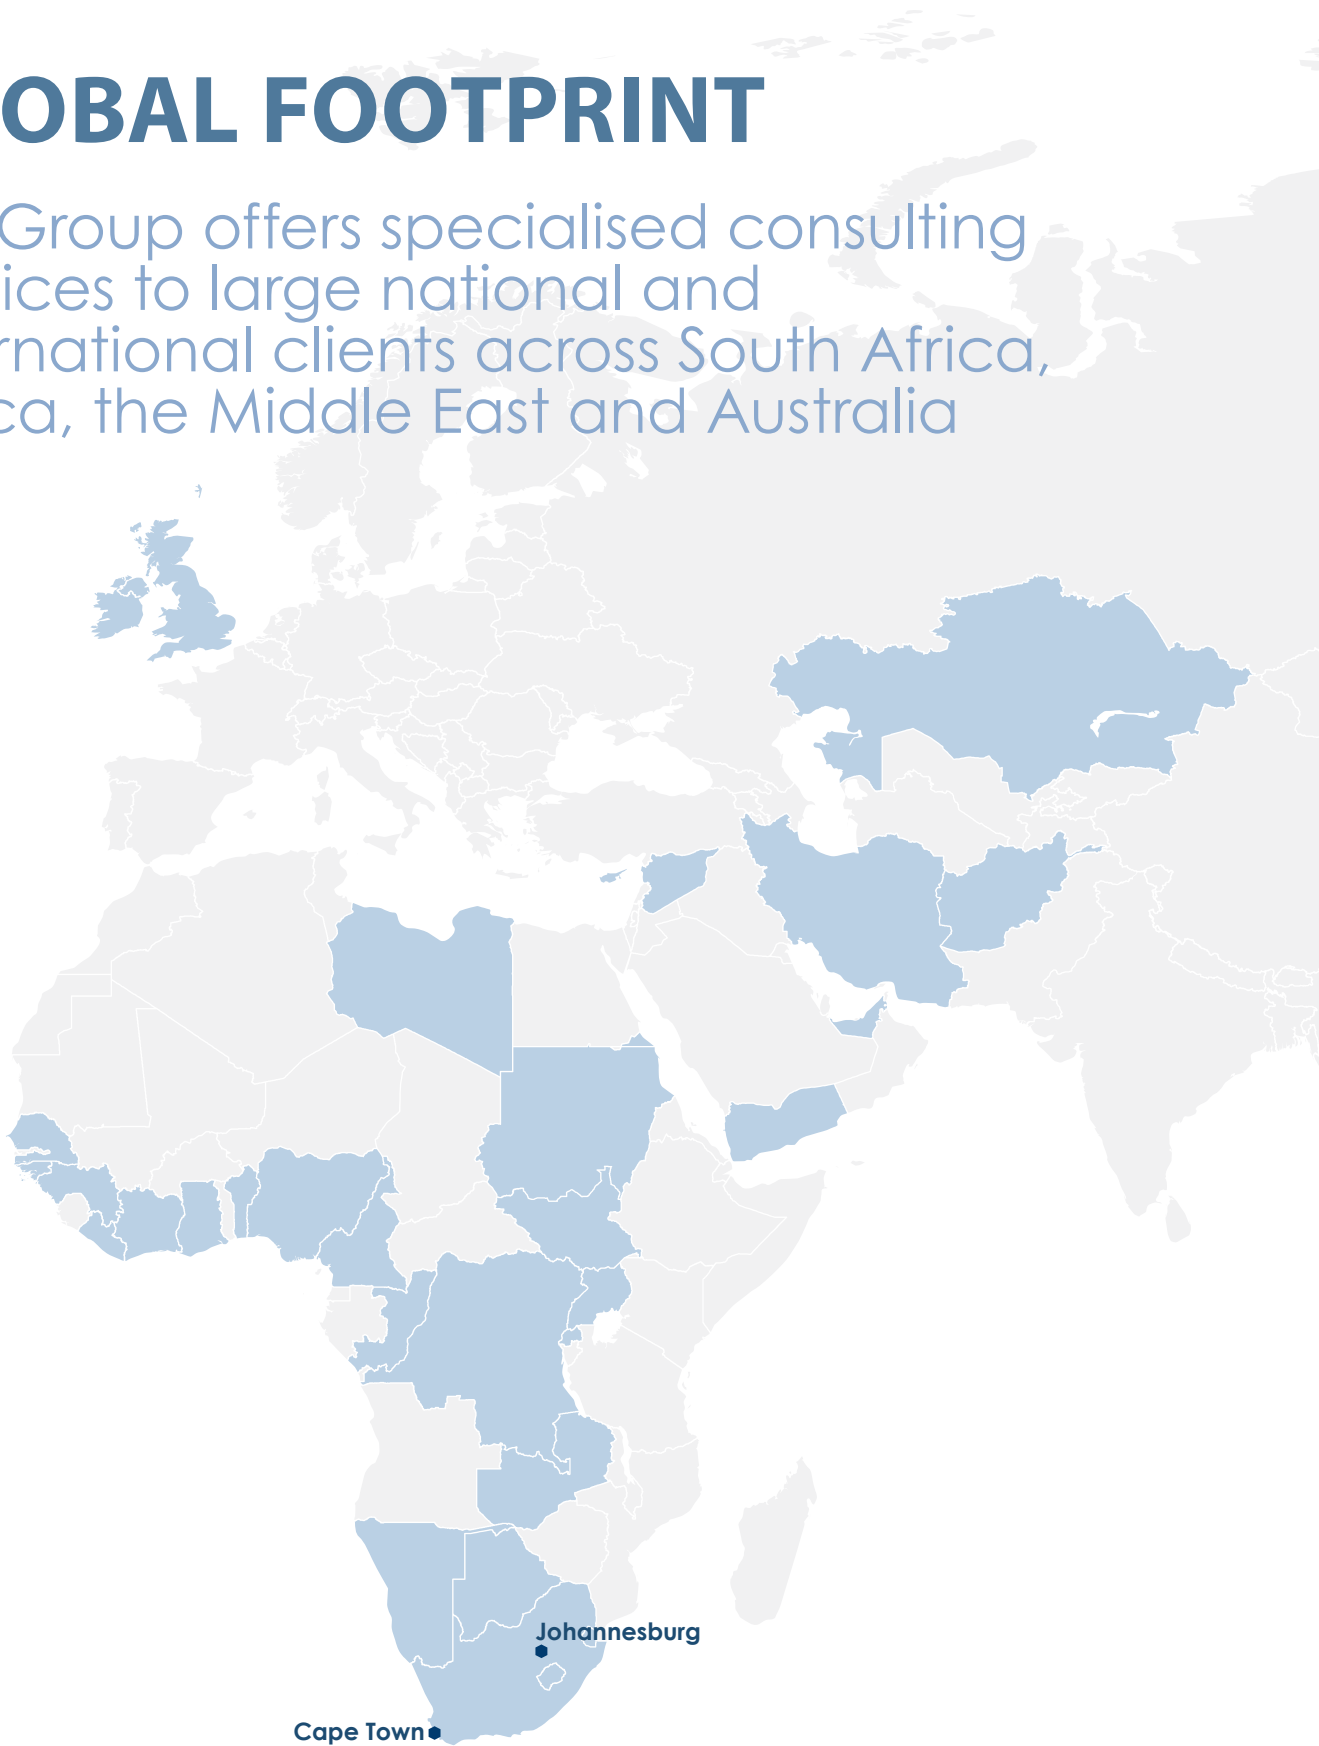 OBAL FOOTPRINT
Group offers specialised consulting
ices to large national and
rnational clients across South Africa,
ca, the Middle East and Australia
Johannesburg
Cape Town